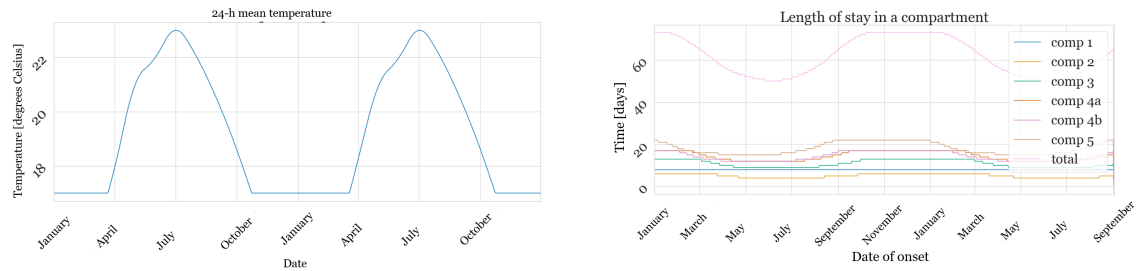 24-h mean temperature
Temperature [degrees Celsius]
22
20
18
January
April
July
October
January
April
July
October
Date
Length of stay in a compartment
Time [days]
60
40
20
0
comp 1
comp 2
comp 3
comp 4a
comp 4b
comp 5
total
January
March
May
July
September
November
January
March
May
July
September
Date of onset